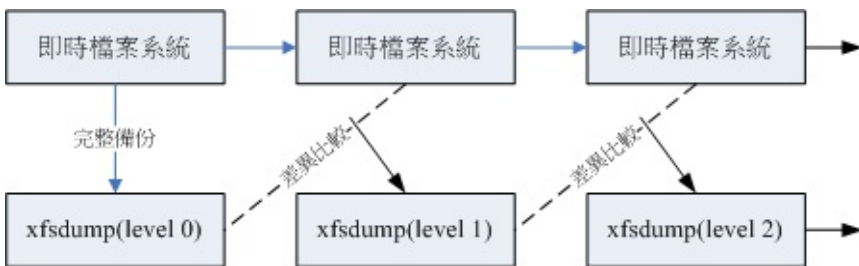 即時檔案系統
即時檔案系統
即時檔案系統
完整備份
差異比較
差異比較
xfsdump(level 0)
xfsdump(level 1)
xfsdump(level 2)